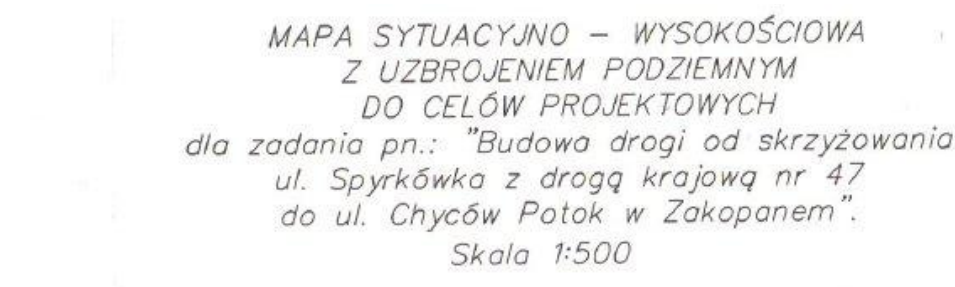 MAPA SYTUACYJNO – WYSOKOŚCIOWA
Z UZBROJENIEM PODZIEMNYM
DO CELÓW PROJEKTOWYCH
dla zadania pn.: "Budowa drogi od skrzyżowania
ul. Spyrkówka z drogą krajową nr 47
do ul. Chyców Potok w Zakopanem".
Skala 1:500